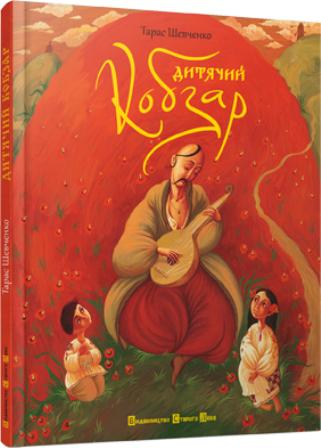 Тарас Шевченко
ДИТЯЧИЙ
Кобзар
Видавництво Старого Лева
ДИТЯЧИЙ КОБЗАР
Тарас Шевченко